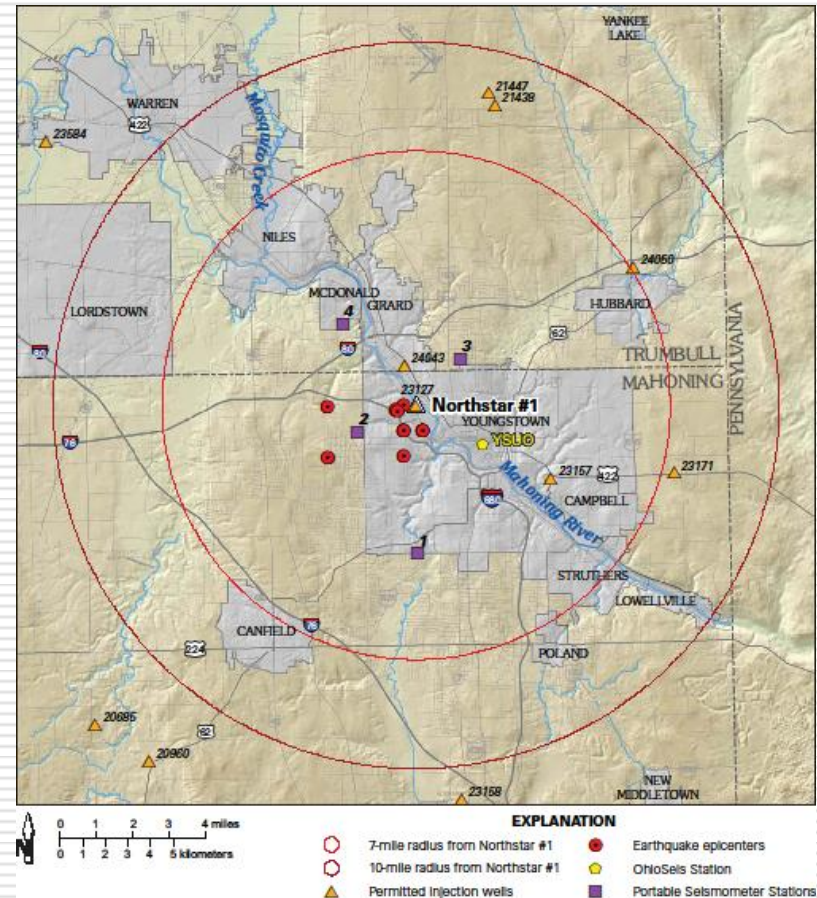 YANKEE
LAKE
21447
21438
WARREN
422
23584
Mosquito Creek
NILES
24050
MCDONALD
GIRARD
HUBBARD
LORDSTOWN
4
62
80
80
3
24043
TRUMBULL
MAHONING
PENNSYLVANIA
23127
Northstar #1
YOUNGSTOWN
2
YSUO
76
23157
422
23171
Mahoning River
CAMPBELL
680
1
STRUTHERS
LOWELLVILLE
76
CANFIELD
224
POLAND
20685
62
20960
23158
NEW
MIDDLETOWN
N
0 1 2 3 4 miles
0 1 2 3 4 5 kilometers
EXPLANATION
7-mile radius from Northstar #1
10-mile radius from Northstar #1
Permitted injection wells
Earthquake epicenters
OhioSeis Station
Portable Seismometer Stations